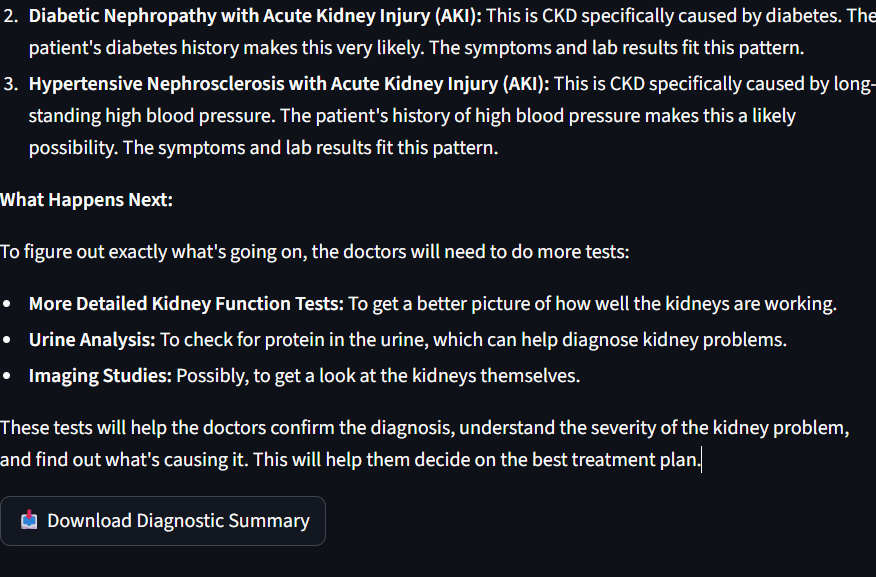 2. Diabetic Nephropathy with Acute Kidney Injury (AKI): This is CKD specifically caused by diabetes. The
patient's diabetes history makes this very likely. The symptoms and lab results fit this pattern.
3. Hypertensive Nephrosclerosis with Acute Kidney Injury (AKI): This is CKD specifically caused by long-
standing high blood pressure. The patient's history of high blood pressure makes this a likely
possibility. The symptoms and lab results fit this pattern.
What Happens Next:
To figure out exactly what's going on, the doctors will need to do more tests:
• More Detailed Kidney Function Tests: To get a better picture of how well the kidneys are working.
• Urine Analysis: To check for protein in the urine, which can help diagnose kidney problems.
• Imaging Studies: Possibly, to get a look at the kidneys themselves.
These tests will help the doctors confirm the diagnosis, understand the severity of the kidney problem,
and find out what's causing it. This will help them decide on the best treatment plan.
Download Diagnostic Summary